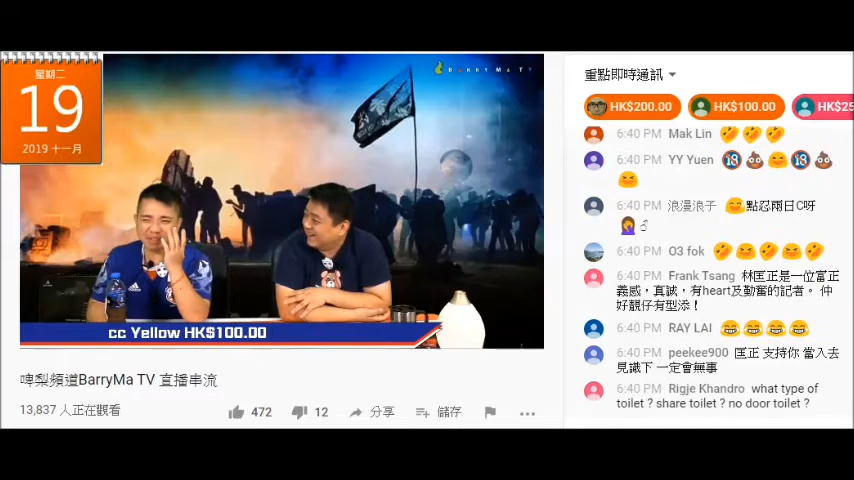 星期二
19
2019 十一月
BARRYMA TV
cc Yellow HK$100.00
啤梨頻道BarryMa TV 直播串流
13,837 人正在觀看
472
12
分享
儲存
重點即時通訊
HK$200.00
HK$100.00
HK$25
6:40 PM Mak Lin 🤣🤣🤣
6:40 PM YY Yuen 🔞💩😊🔞💩
😆
6:40 PM 浪漫浪子 🤗點忍兩日C呀
🤦‍♀️
6:40 PM O3 fok 🤣😆🤣😆🤣
6:40 PM Frank Tsang 林匡正是一位富正
義感，真誠，有heart及勤奮的記者。 仲
好靚仔有型添！
6:40 PM RAY LAI 😂😂😂😂
6:40 PM peekee900 匡正 支持你 當入去
見識下 一定會無事
6:40 PM Rigje Khandro what type of
toilet ? share toilet ? no door toilet ?